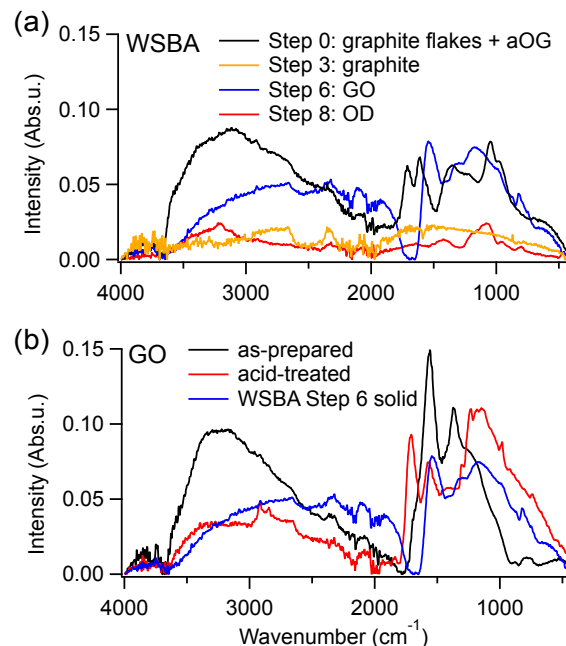 (a)
WSBA
Step 0: graphite flakes + aOG
Step 3: graphite
Step 6: GO
Step 8: OD
Intensity (Abs.u.)
0.15
0.10
0.05
0.00
4000 3000 2000 1000
(b)
GO
as-prepared
acid-treated
WSBA Step 6 solid
Intensity (Abs.u.)
0.15
0.10
0.05
0.00
4000 3000 2000 1000
Wavenumber (cm⁻¹)